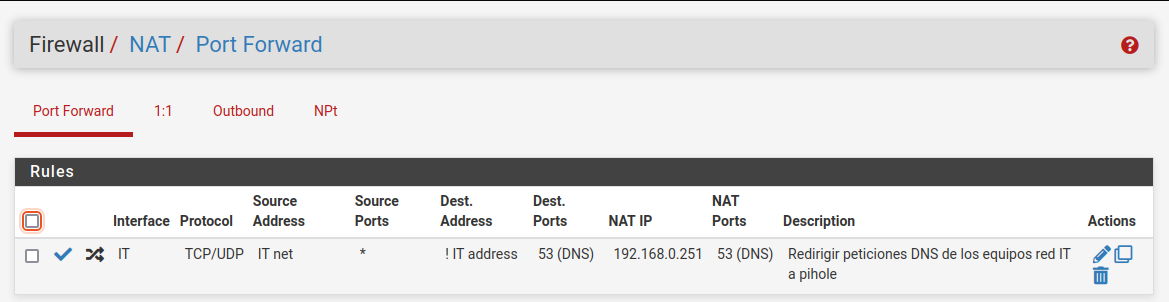 Firewall / NAT / Port Forward
Port Forward 1:1 Outbound NPt
Rules
Interface Protocol Source Address Source Ports Dest. Address Dest. Ports NAT IP NAT Ports Description Actions
IT TCP/UDP IT net * ! IT address 53 (DNS) 192.168.0.251 53 (DNS) Redirigir peticiones DNS de los equipos red IT
a pihole